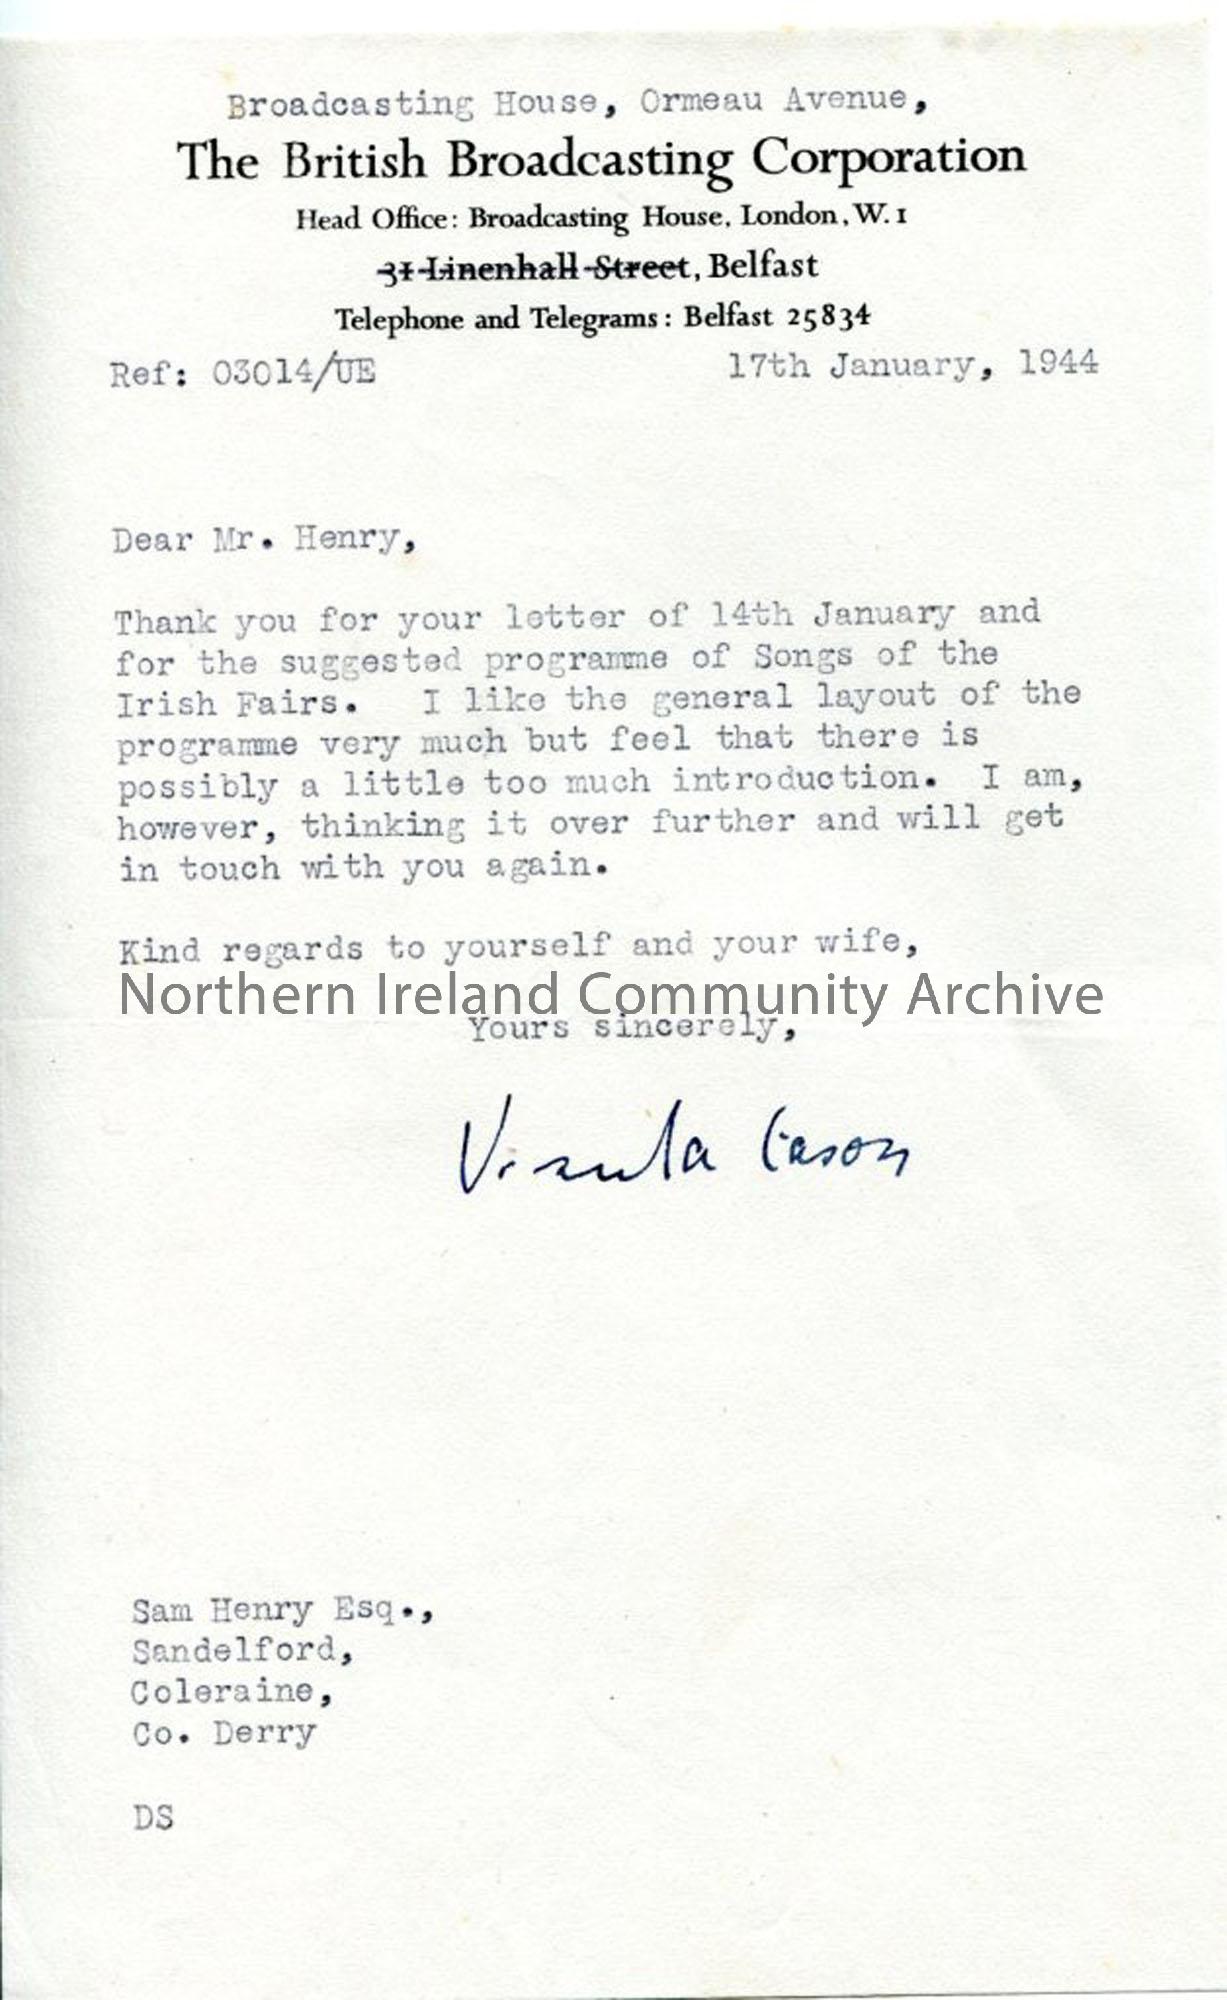 Broadcasting House, Ormeau Avenue,
The British Broadcasting Corporation
Head Office: Broadcasting House, London, W. 1
31 Linenhall Street, Belfast
Telephone and Telegrams: Belfast 25834
Ref: 03014/UE 17th January, 1944
Dear Mr. Henry,
Thank you for your letter of 14th January and
for the suggested programme of Songs of the
Irish Fairs. I like the general layout of the
programme very much but feel that there is
possibly a little too much introduction. I am,
however, thinking it over further and will get
in touch with you again.
Kind regards to yourself and your wife,
Northern Ireland Community Archive
Yours sincerely,
Ursula Eason
Sam Henry Esq.,
Sandelford,
Coleraine,
Co. Derry
DS